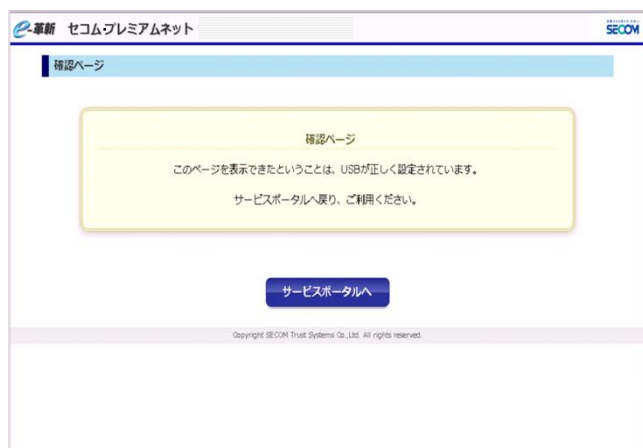 e-革新 セコム・プレミアムネット
SECOM
確認ページ
確認ページ
このページを表示できたということは、USBが正しく設定されています。
サービスポータルへ戻り、ご利用ください。
サービスポータルへ
Copyright SECOM Trust Systems Co.,Ltd. All rights reserved.